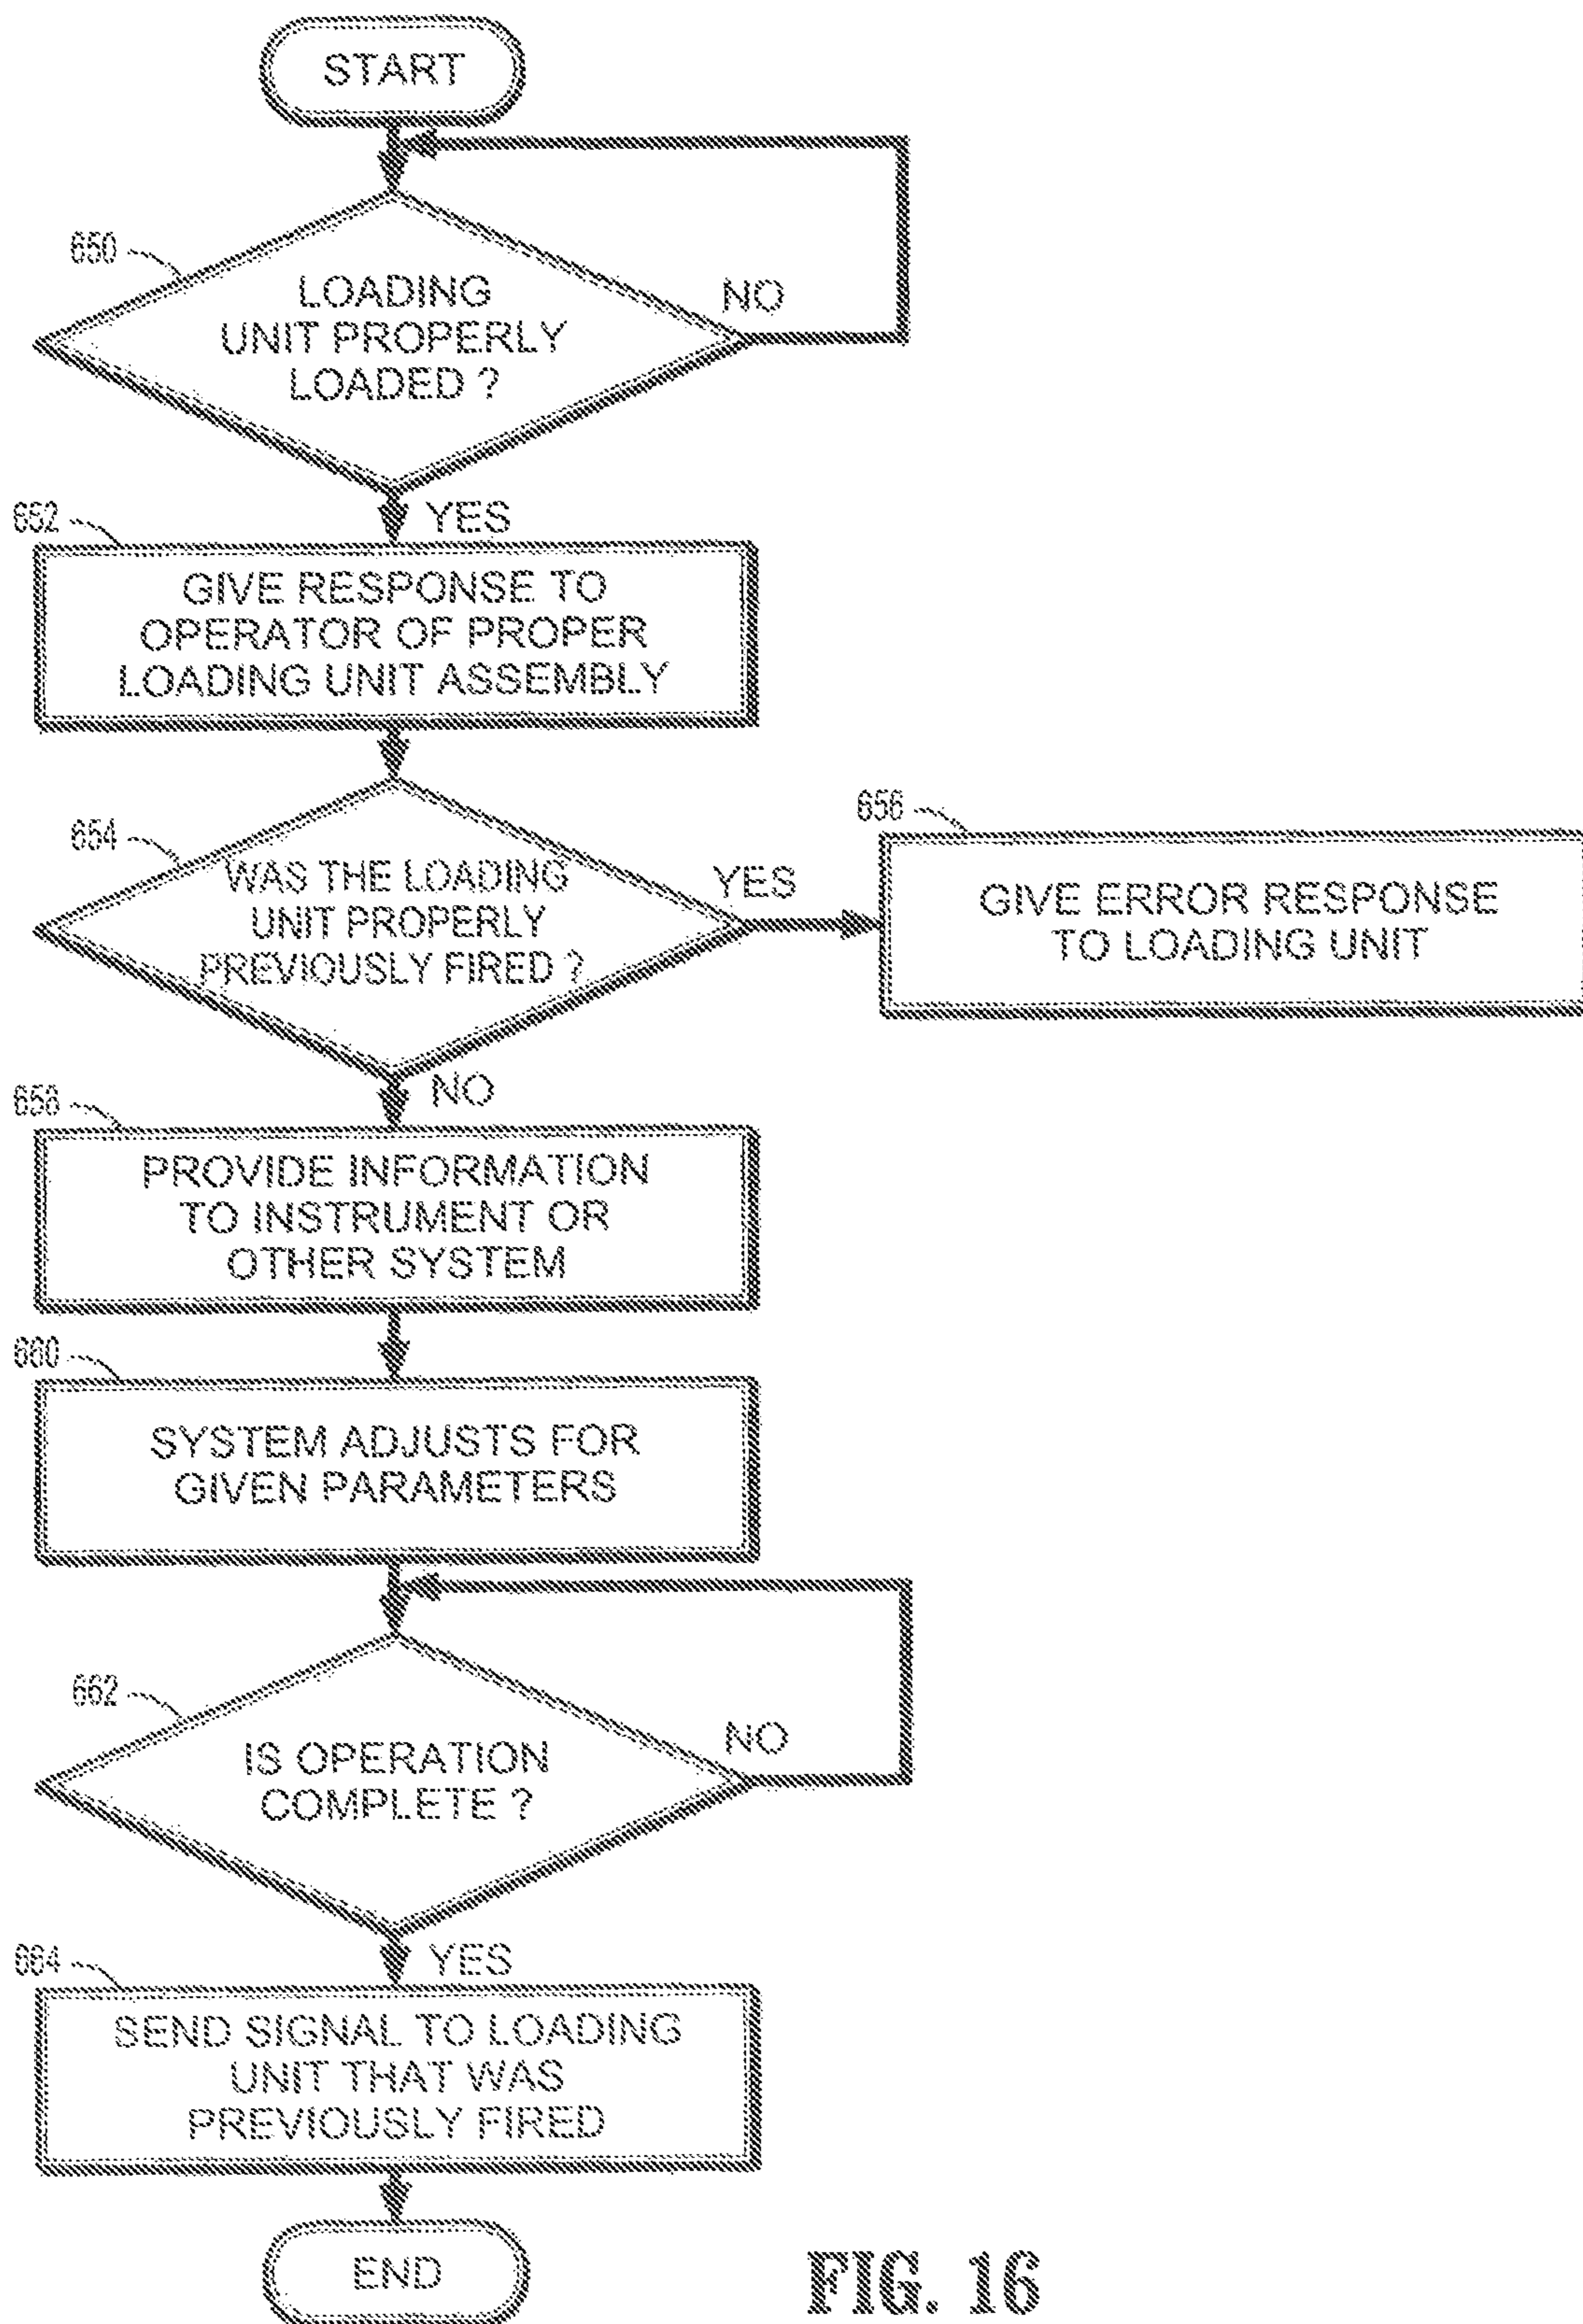 START
650
LOADING
UNIT PROPERLY
LOADED ?
NO
YES
652
GIVE RESPONSE TO
OPERATOR OF PROPER
LOADING UNIT ASSEMBLY
654
WAS THE LOADING
UNIT PROPERLY
PREVIOUSLY FIRED ?
YES
656
GIVE ERROR RESPONSE
TO LOADING UNIT
NO
658
PROVIDE INFORMATION
TO INSTRUMENT OR
OTHER SYSTEM
660
SYSTEM ADJUSTS FOR
GIVEN PARAMETERS
662
IS OPERATION
COMPLETE ?
NO
YES
664
SEND SIGNAL TO LOADING
UNIT THAT WAS
PREVIOUSLY FIRED
END
FIG. 16